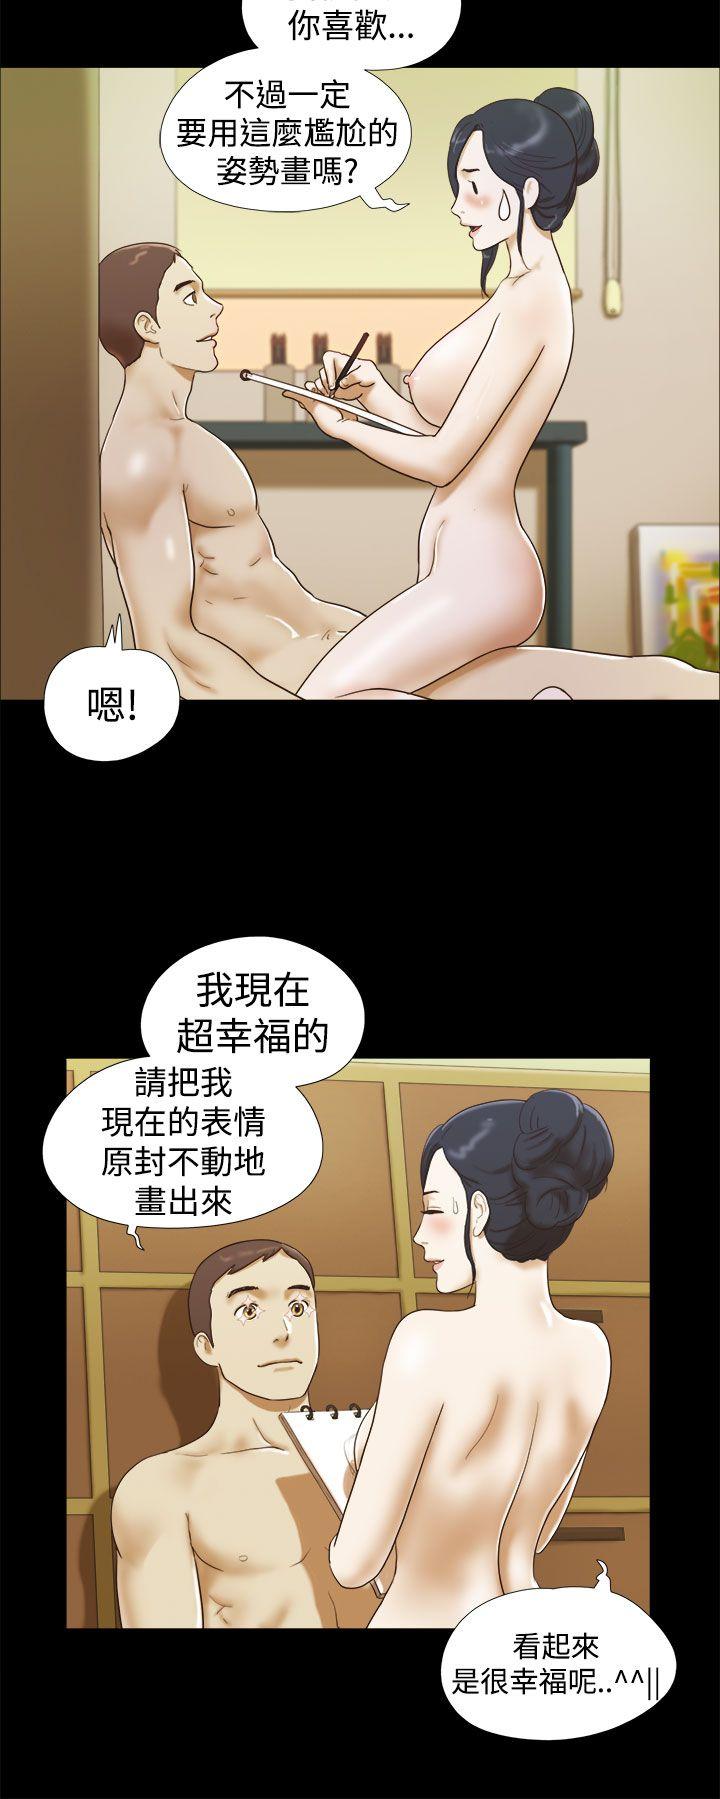 你喜歡...
不過一定
要用這麼尷尬的
姿勢畫嗎?
嗯!
我現在
超幸福的
請把我
現在的表情
原封不動地
畫出來
看起來
是很幸福呢..^^||